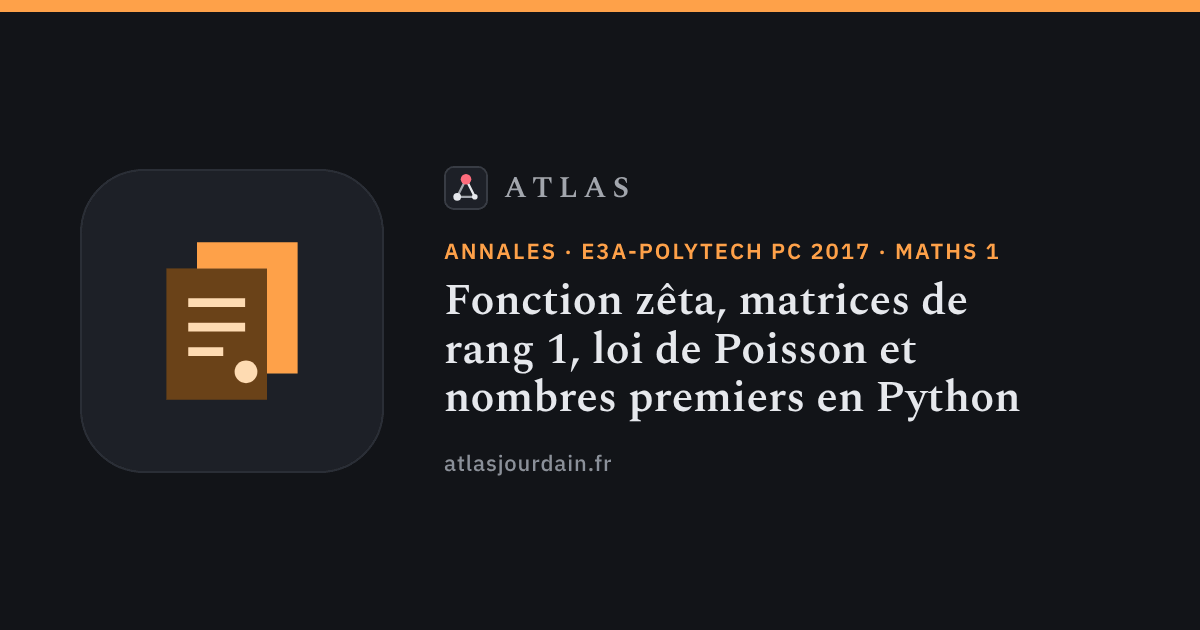 ATLAS
ANNALES · E3A-POLYTECH PC 2017 · MATHS 1
Fonction zêta, matrices de
rang 1, loi de Poisson et
nombres premiers en Python
atlasjourdain.fr